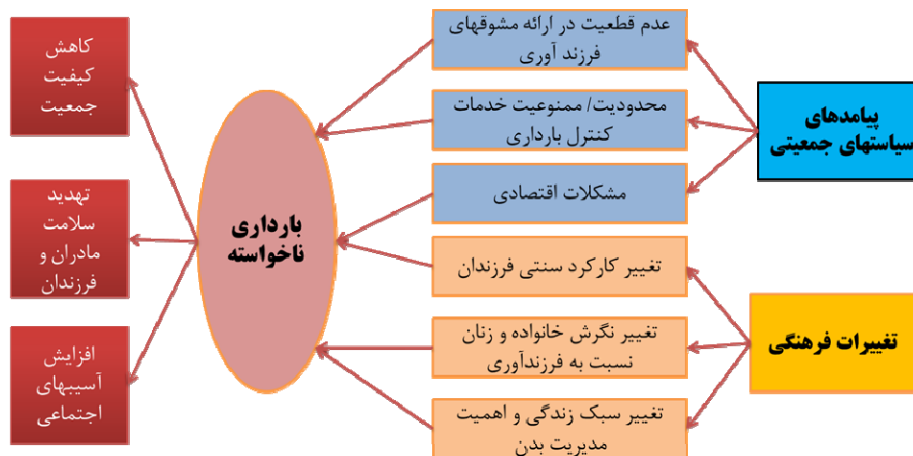 پیامدهای
سیاستهای جمعیتی
عدم قطعیت در ارائه مشوقهای
فرزند آوری
محدودیت/ ممنوعیت خدمات
کنترل بارداری
مشکلات اقتصادی
تغییرات فرهنگی
تغییر کارکرد سنتی فرزندان
تغییر نگرش خانواده و زنان
نسبت به فرزندآوری
تغییر سبک زندگی و اهمیت
مدیریت بدن
بارداری
ناخواسته
کاهش
کیفیت
جمعیت
تهدید
سلامت
مادران و
فرزندان
افزایش
آسیبهای
اجتماعی